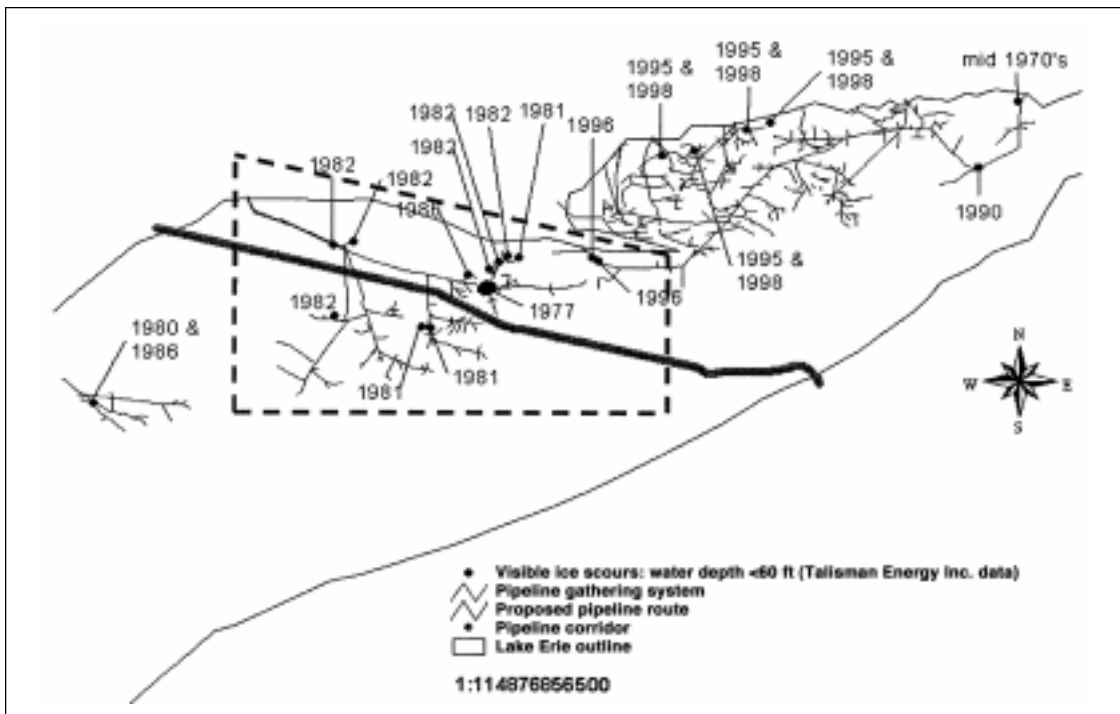 mid 1970's
1995 &
1998
1995 &
1998
1995 &
1998
1982
1982
1981
1996
1982
1982
1982
1995 &
1998
1990
1996
1977
1982
1980 &
1986
1981
1981
N
W
E
S
Visible ice scours: water depth <60 ft (Talisman Energy Inc. data)
Pipeline gathering system
Proposed pipeline route
Pipeline corridor
Lake Erie outline
1:114876856500